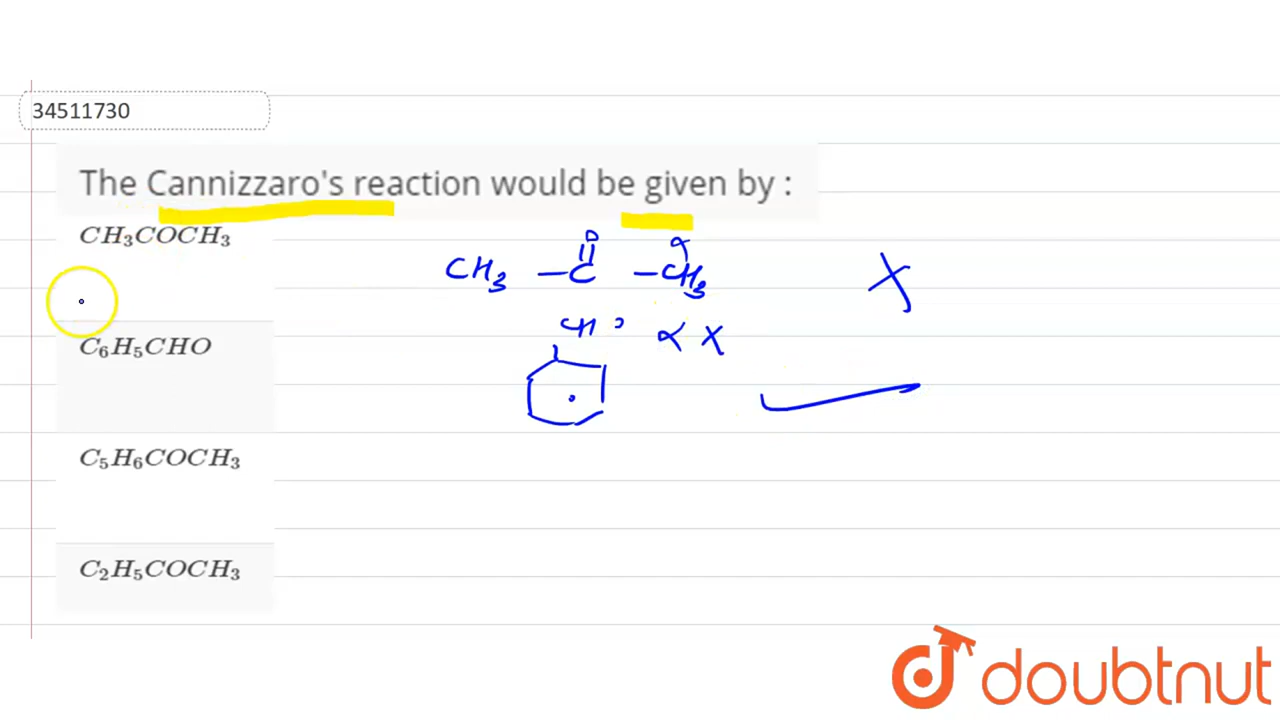 34511730
The Cannizzaro's reaction would be given by :
CH₃COCH₃
CH₃ — C — CH₃
O
α
X
C₆H₅CHO
α X
C₅H₆COCH₃
C₂H₅COCH₃
doubtnut